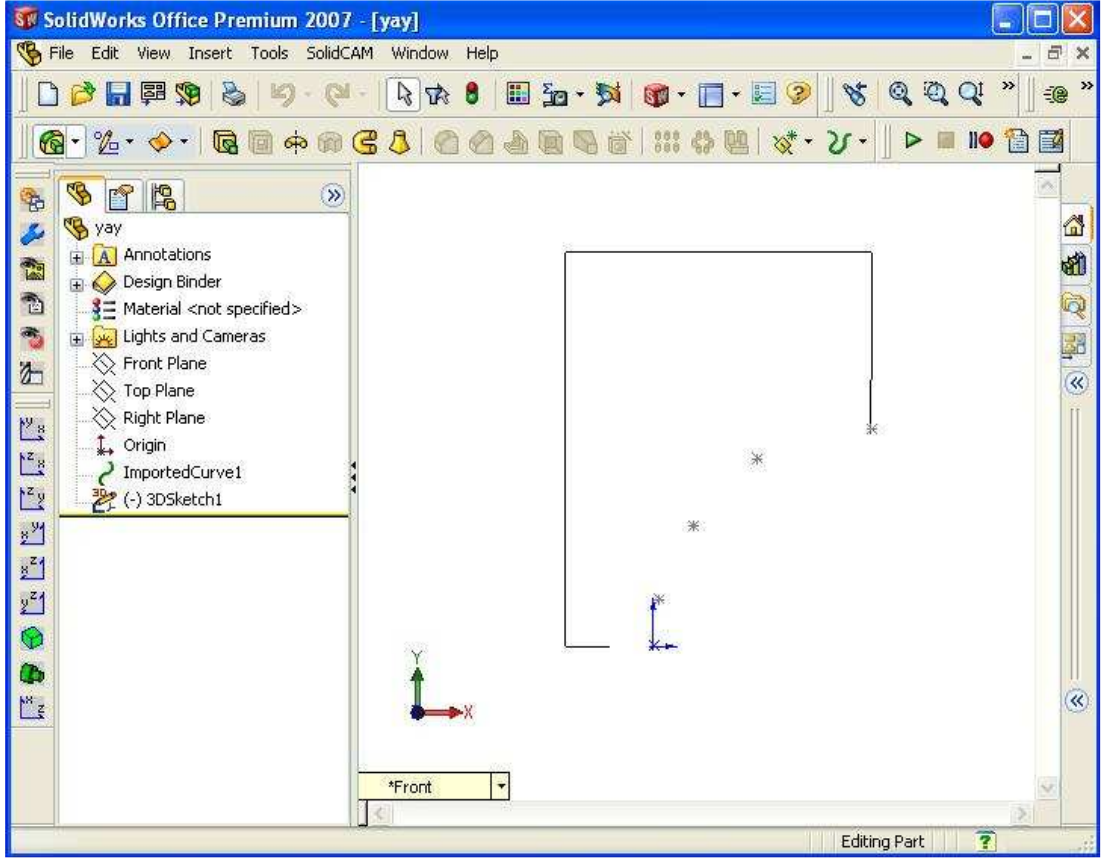 SolidWorks Office Premium 2007 - [yay]
File Edit View Insert Tools SolidCAM Window Help
yay
Annotations
Design Binder
Material <not specified>
Lights and Cameras
Front Plane
Top Plane
Right Plane
Origin
ImportedCurve1
(-) 3DSketch1
Y
X
*Front
Editing Part